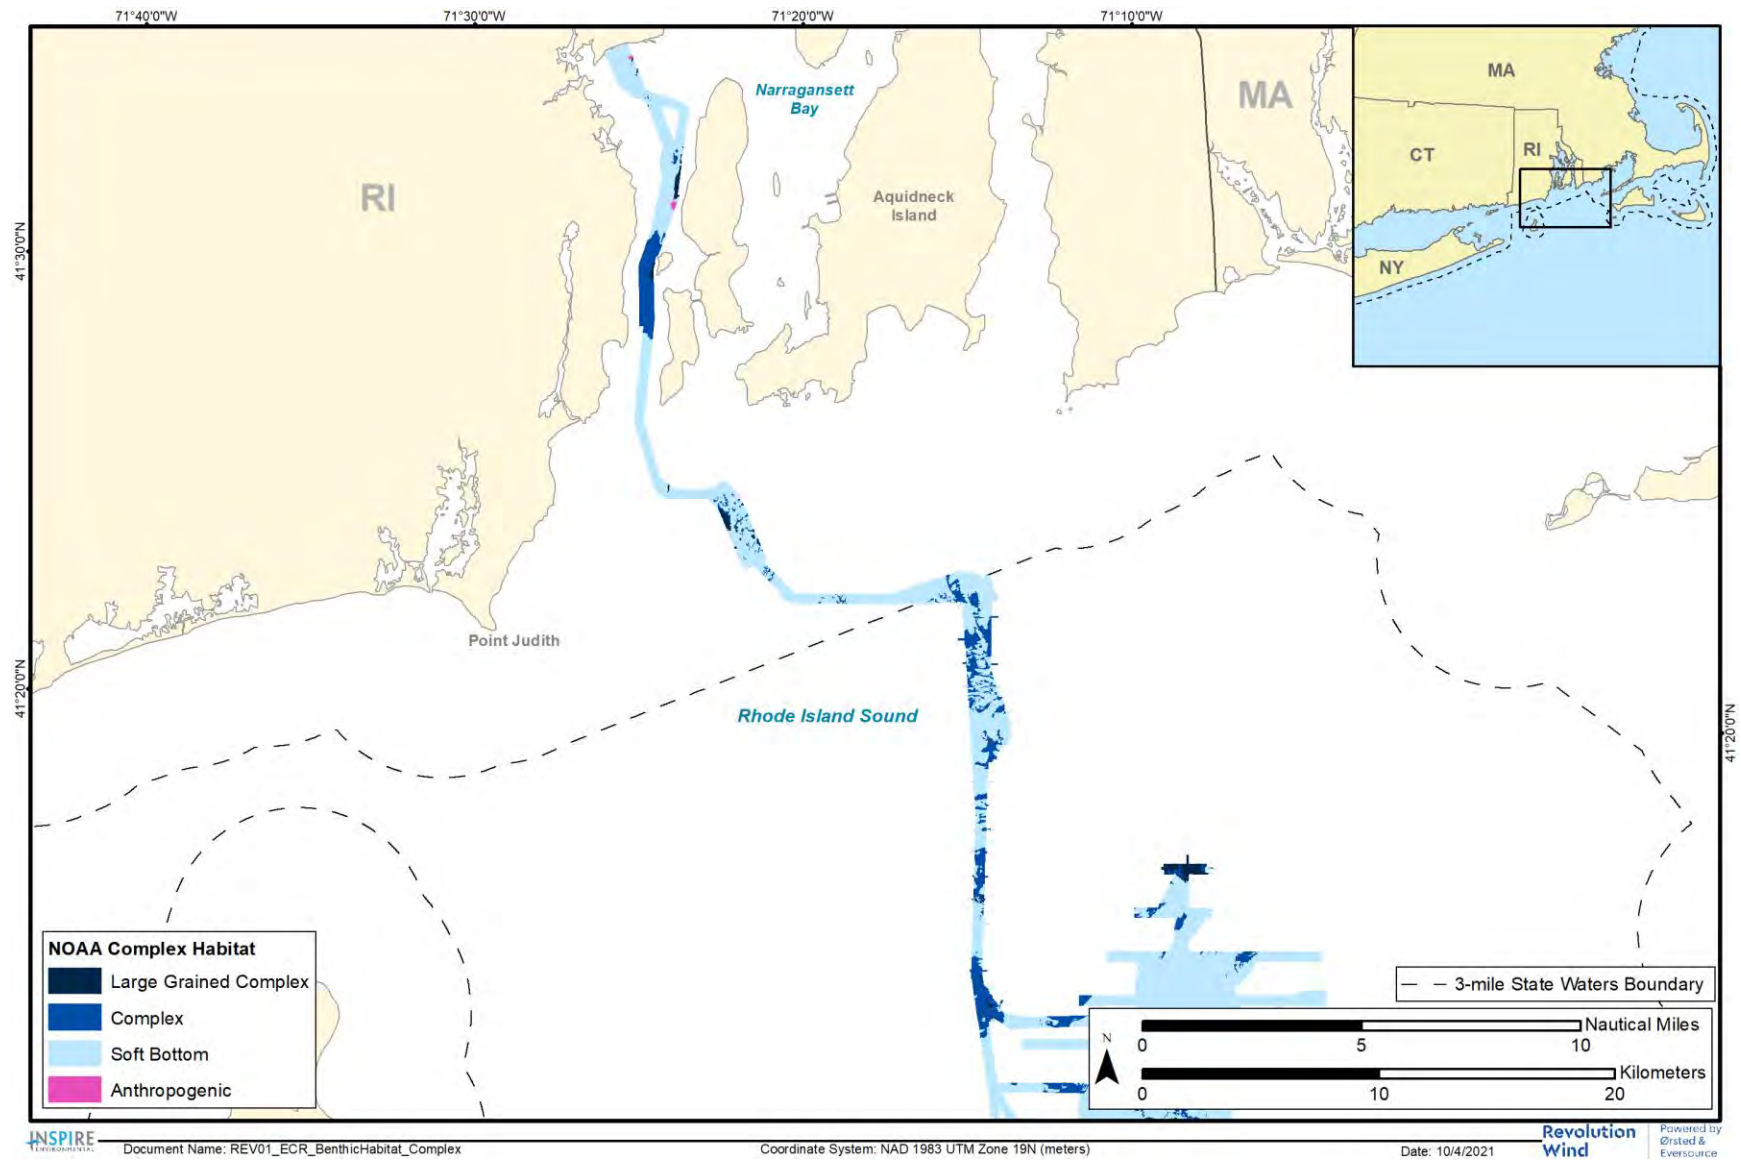 71°40'0"W
71°30'0"W
71°20'0"W
71°10'0"W
Narragansett
Bay
MA
RI
Aquidneck
Island
MA
CT
RI
NY
41°30'0"N
41°20'0"N
41°20'0"N
Point Judith
Rhode Island Sound
NOAA Complex Habitat
Large Grained Complex
Complex
Soft Bottom
Anthropogenic
3-mile State Waters Boundary
N
Nautical Miles
0 5 10
Kilometers
0 10 20
INSPIRE
ENVIRONMENTAL
Document Name: REV01_ECR_BenthicHabitat_Complex
Coordinate System: NAD 1983 UTM Zone 19N (meters)
Date: 10/4/2021
Revolution
Wind
Powered by
Ørsted &
Eversource